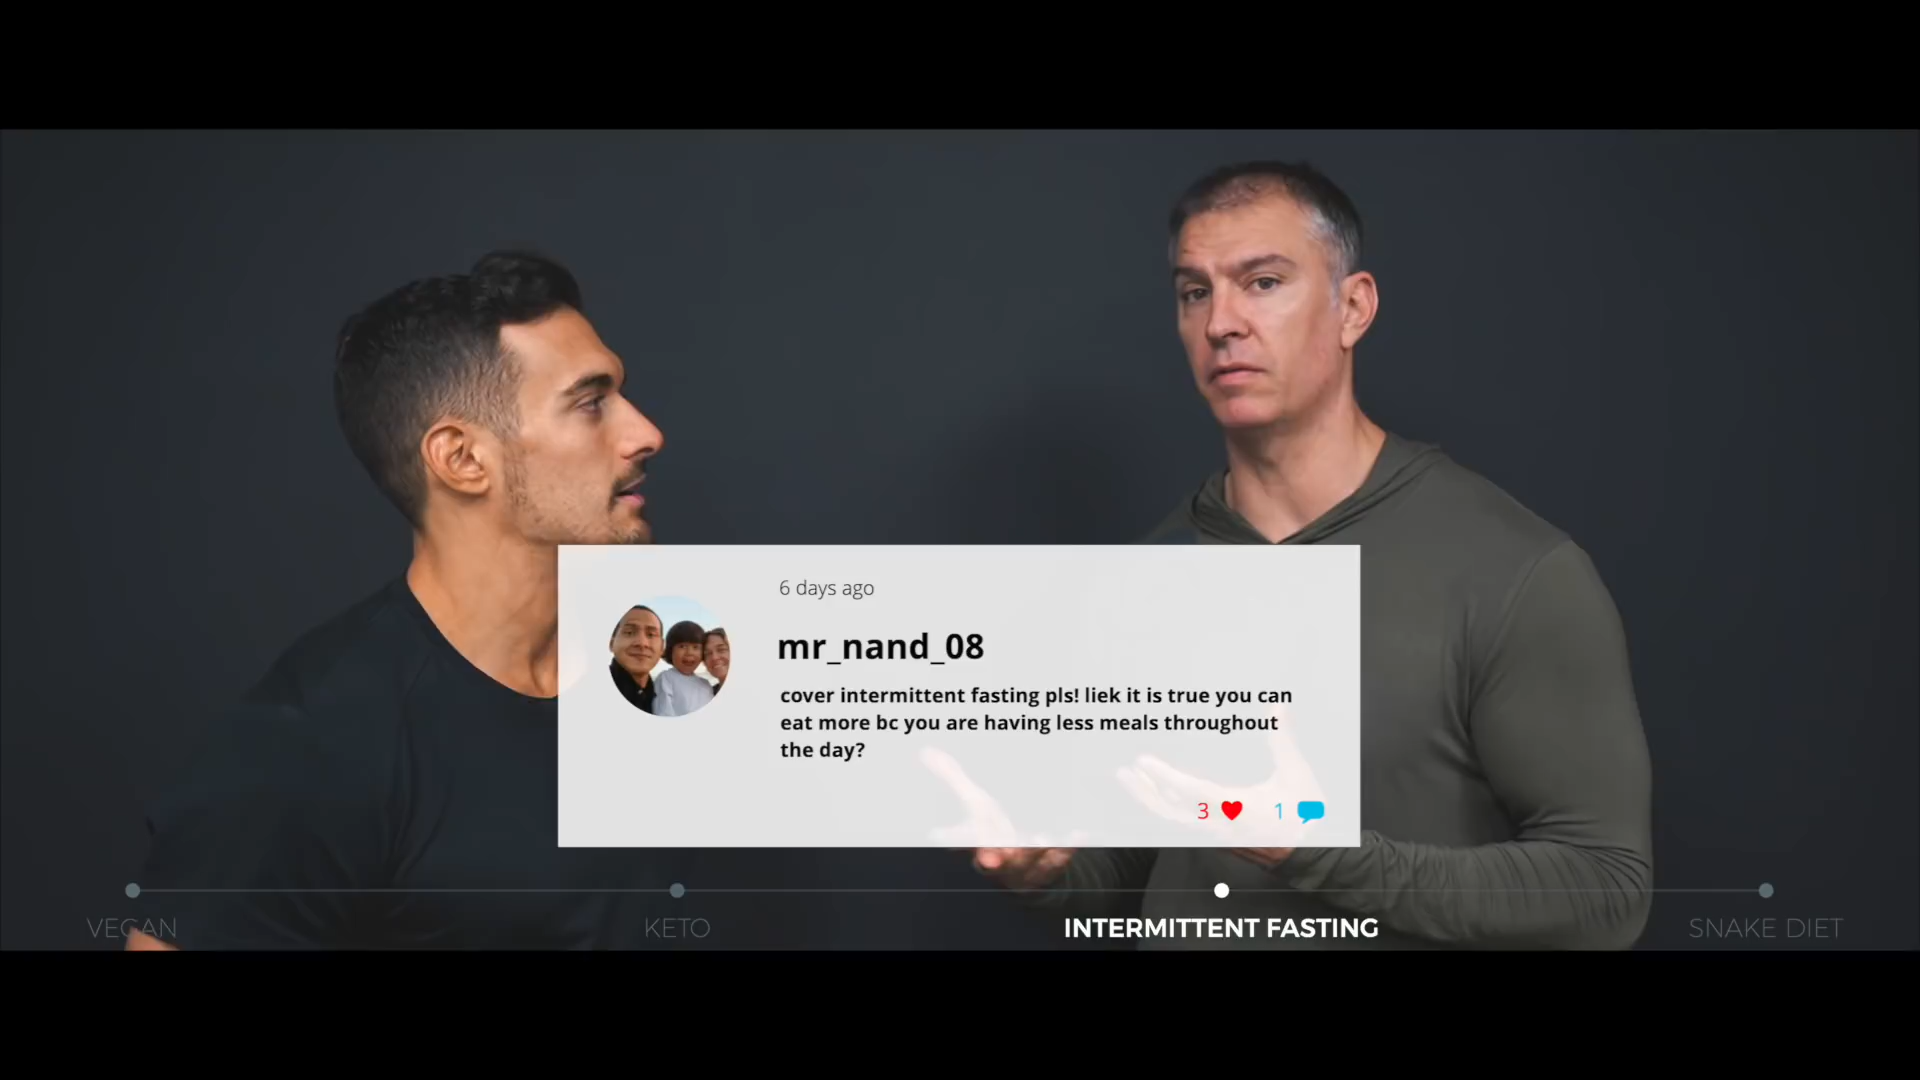 6 days ago
mr_nand_08
cover intermittent fasting pls! liek it is true you can
eat more bc you are having less meals throughout
the day?
3 1
VEGAN KETO INTERMITTENT FASTING SNAKE DIET